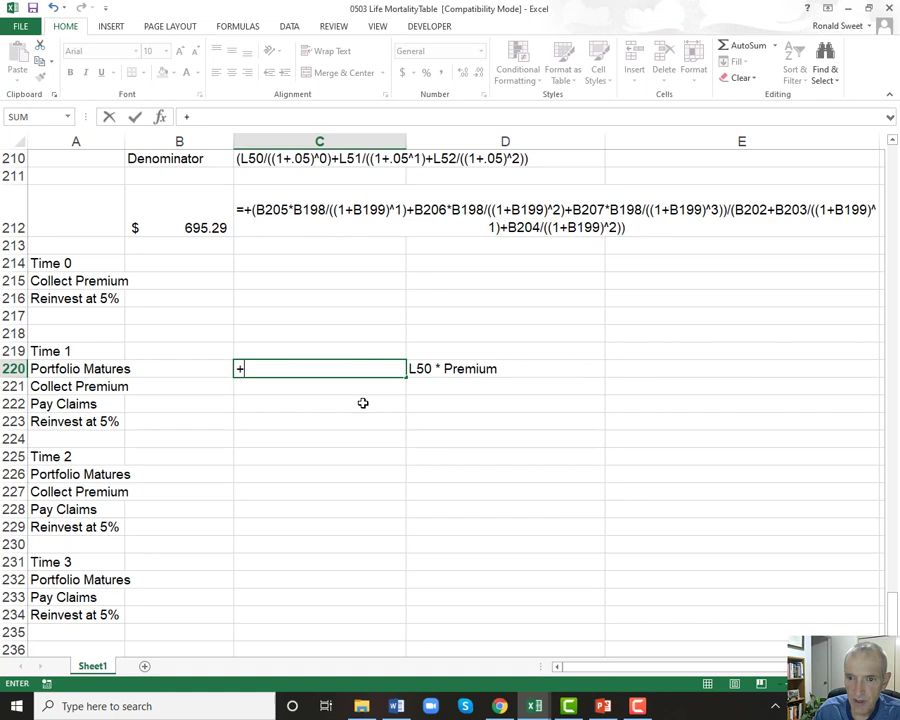 0503 Life MortalityTable [Compatibility Mode] - Excel
FILE HOME INSERT PAGE LAYOUT FORMULAS DATA REVIEW VIEW DEVELOPER Ronald Sweet
Paste
Clipboard
Arial 10
B I U
Font
Wrap Text
Merge & Center
Alignment
General
$ % ,
Number
Conditional Formatting
Format as Table
Cell Styles
Styles
Insert
Delete
Format
Cells
AutoSum
Fill
Clear
Sort & Filter
Find & Select
Editing
SUM fx +
A B C D E
210 Denominator (L50/((1+.05)^0)+L51/((1+.05^1)+L52/((1+.05)^2))
211
=+(B205*B198/((1+B199)^1)+B206*B198/((1+B199)^2)+B207*B198/((1+B199)^3))/(B202+B203/((1+B199)^
212 $ 695.29 1)+B204/((1+B199)^2))
213
214 Time 0
215 Collect Premium
216 Reinvest at 5%
217
218
219 Time 1
220 Portfolio Matures + L50 * Premium
221 Collect Premium
222 Pay Claims
223 Reinvest at 5%
224
225 Time 2
226 Portfolio Matures
227 Collect Premium
228 Pay Claims
229 Reinvest at 5%
230
231 Time 3
232 Portfolio Matures
233 Pay Claims
234 Reinvest at 5%
235
236
Sheet1
ENTER
Type here to search